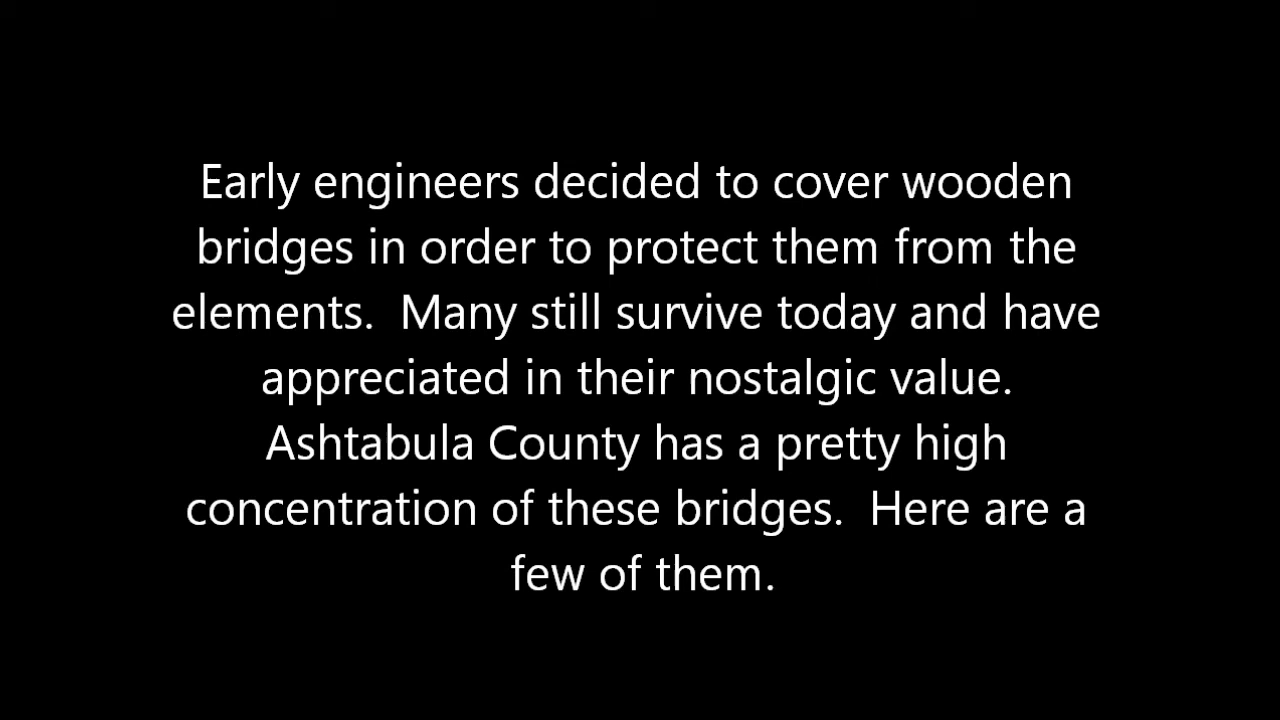 Early engineers decided to cover wooden
bridges in order to protect them from the
elements.  Many still survive today and have
appreciated in their nostalgic value.
Ashtabula County has a pretty high
concentration of these bridges.  Here are a
few of them.